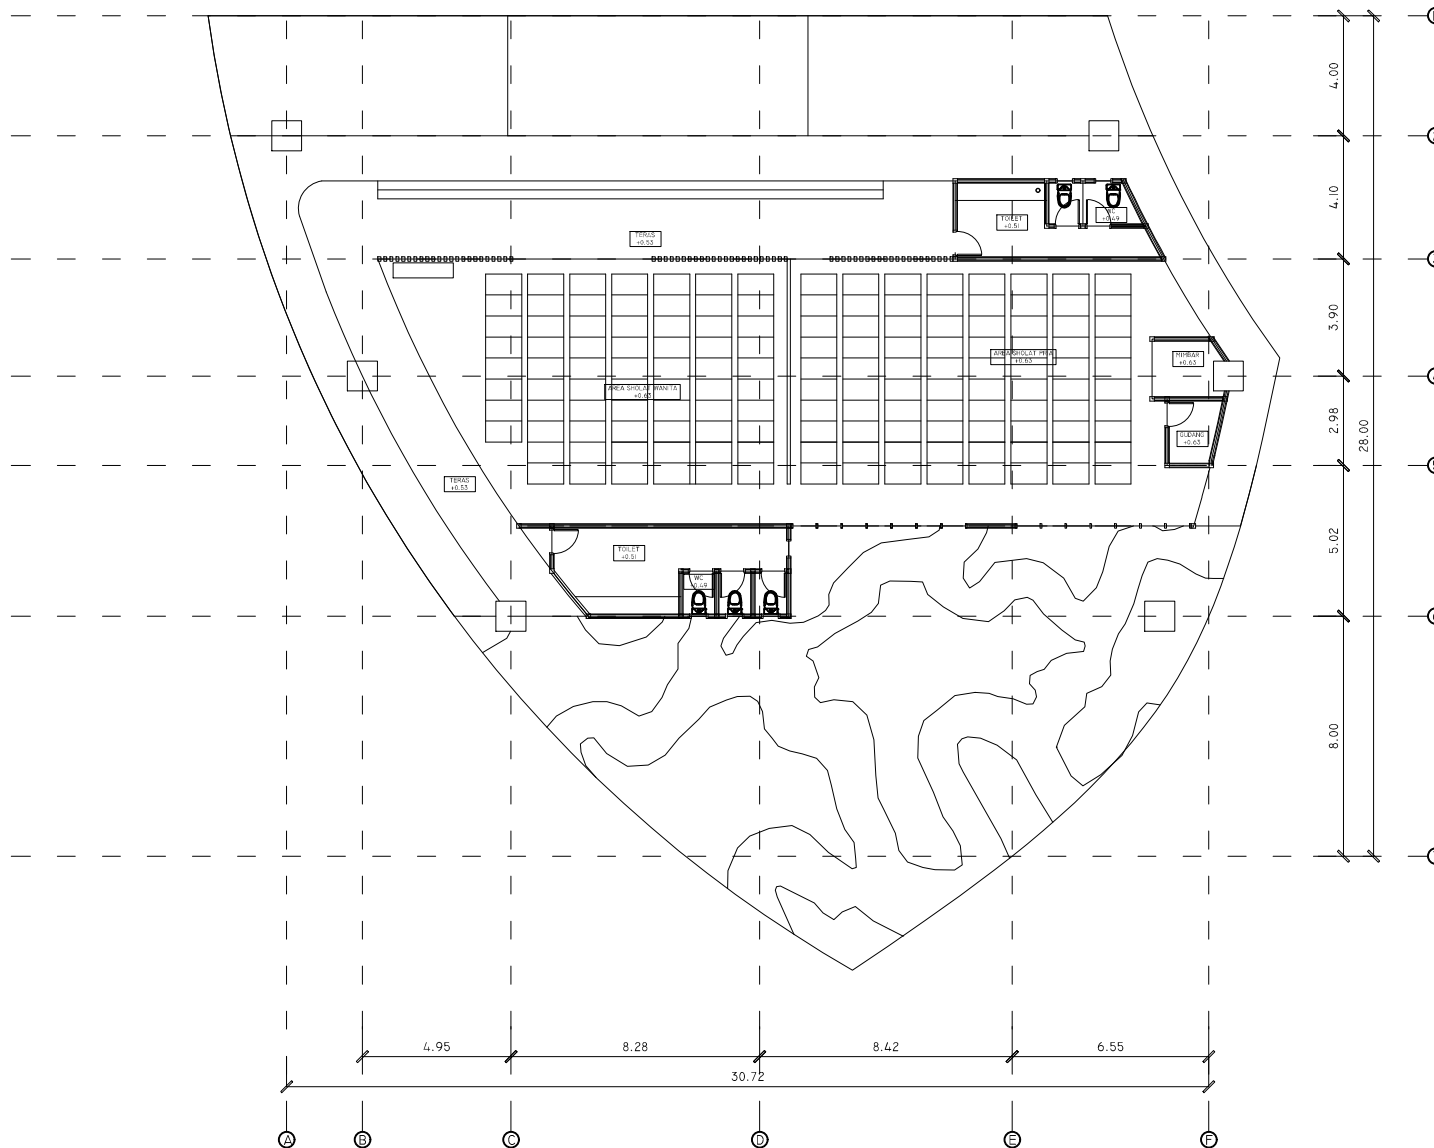 4.00
4.10
TOILET
+0.51
WC
+0.49
TERAS
+0.53
3.90
AREA SHOLAT PRIA
+0.63
MIMBAR
+0.63
AREA SHOLAT WANITA
+0.63
2.98
28.00
GUDANG
+0.63
TERAS
+0.53
5.02
TOILET
+0.51
WC
+0.49
8.00
4.95 8.28 8.42 6.55
30.72
A B C D E F